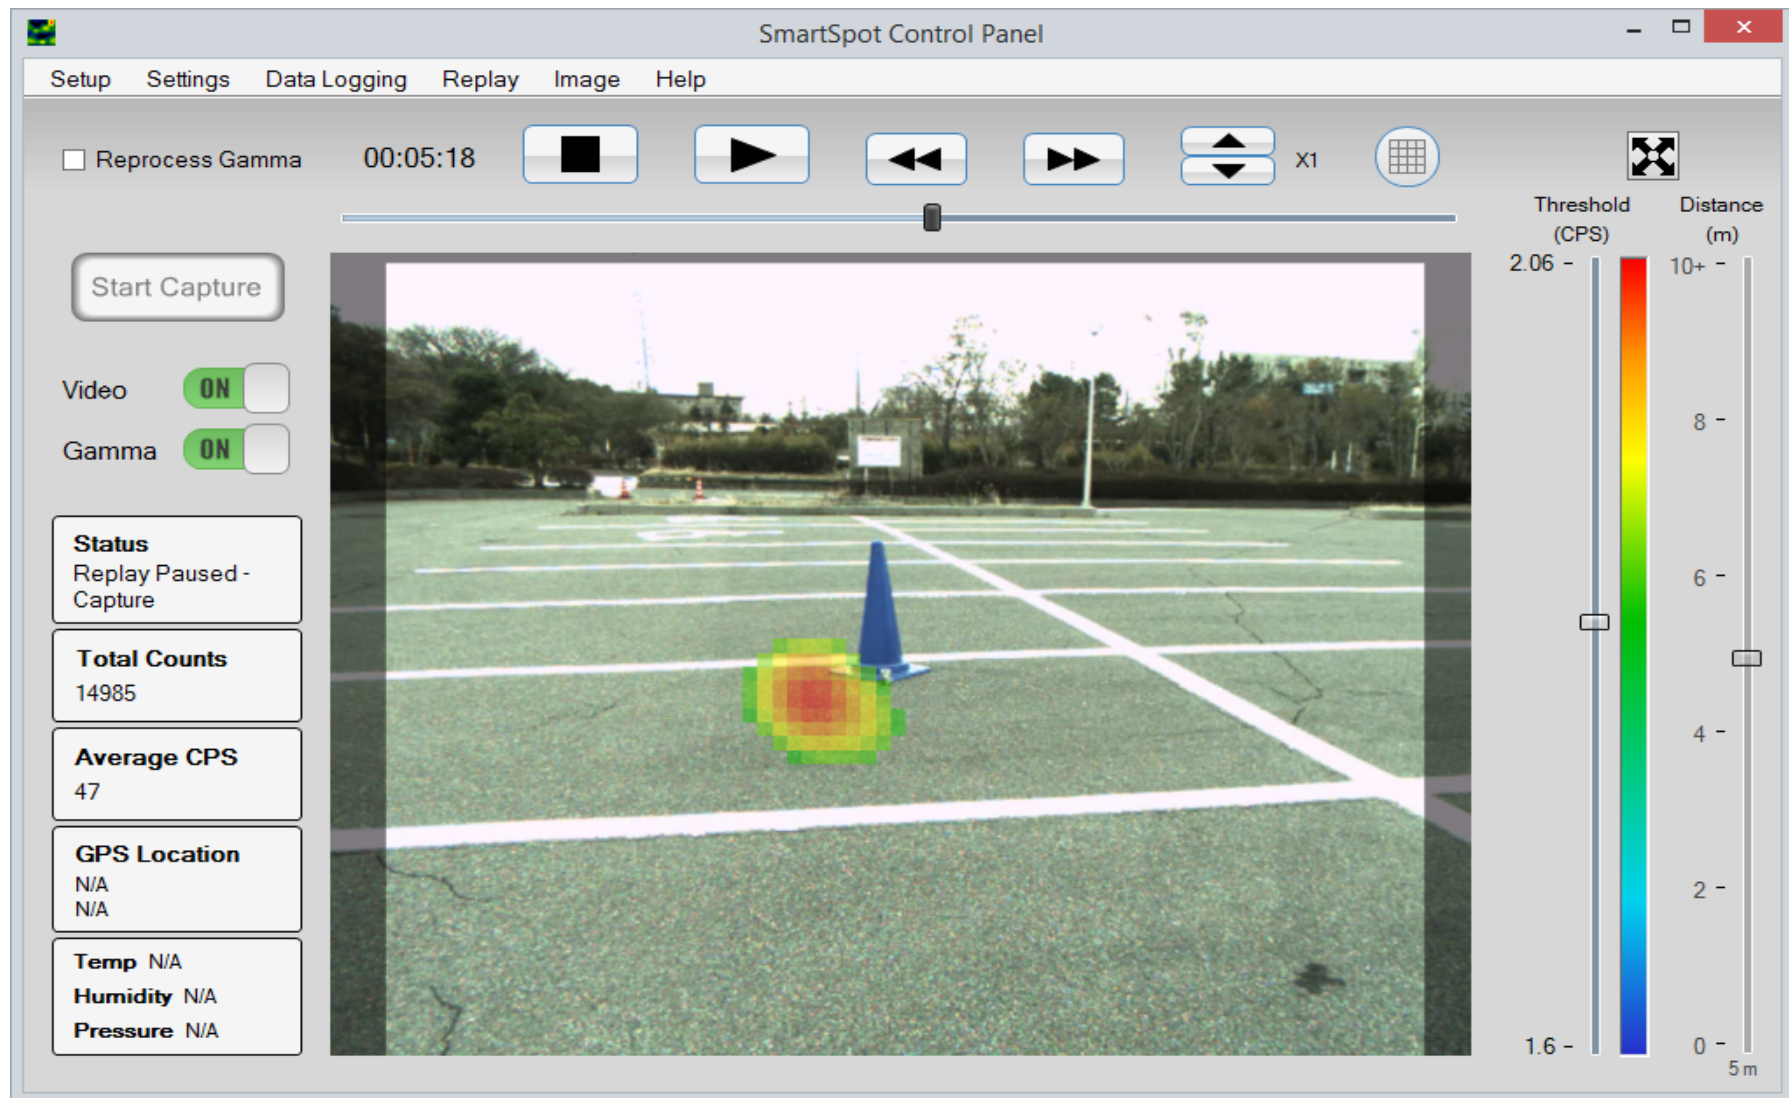 SmartSpot Control Panel
Setup Settings Data Logging Replay Image Help
Reprocess Gamma 00:05:18 X1
Threshold Distance
(CPS) (m)
Start Capture
Video ON
Gamma ON
Status
Replay Paused -
Capture
Total Counts
14985
Average CPS
47
GPS Location
N/A
N/A
Temp N/A
Humidity N/A
Pressure N/A
2.06
1.6
10+
8
6
4
2
0
5 m